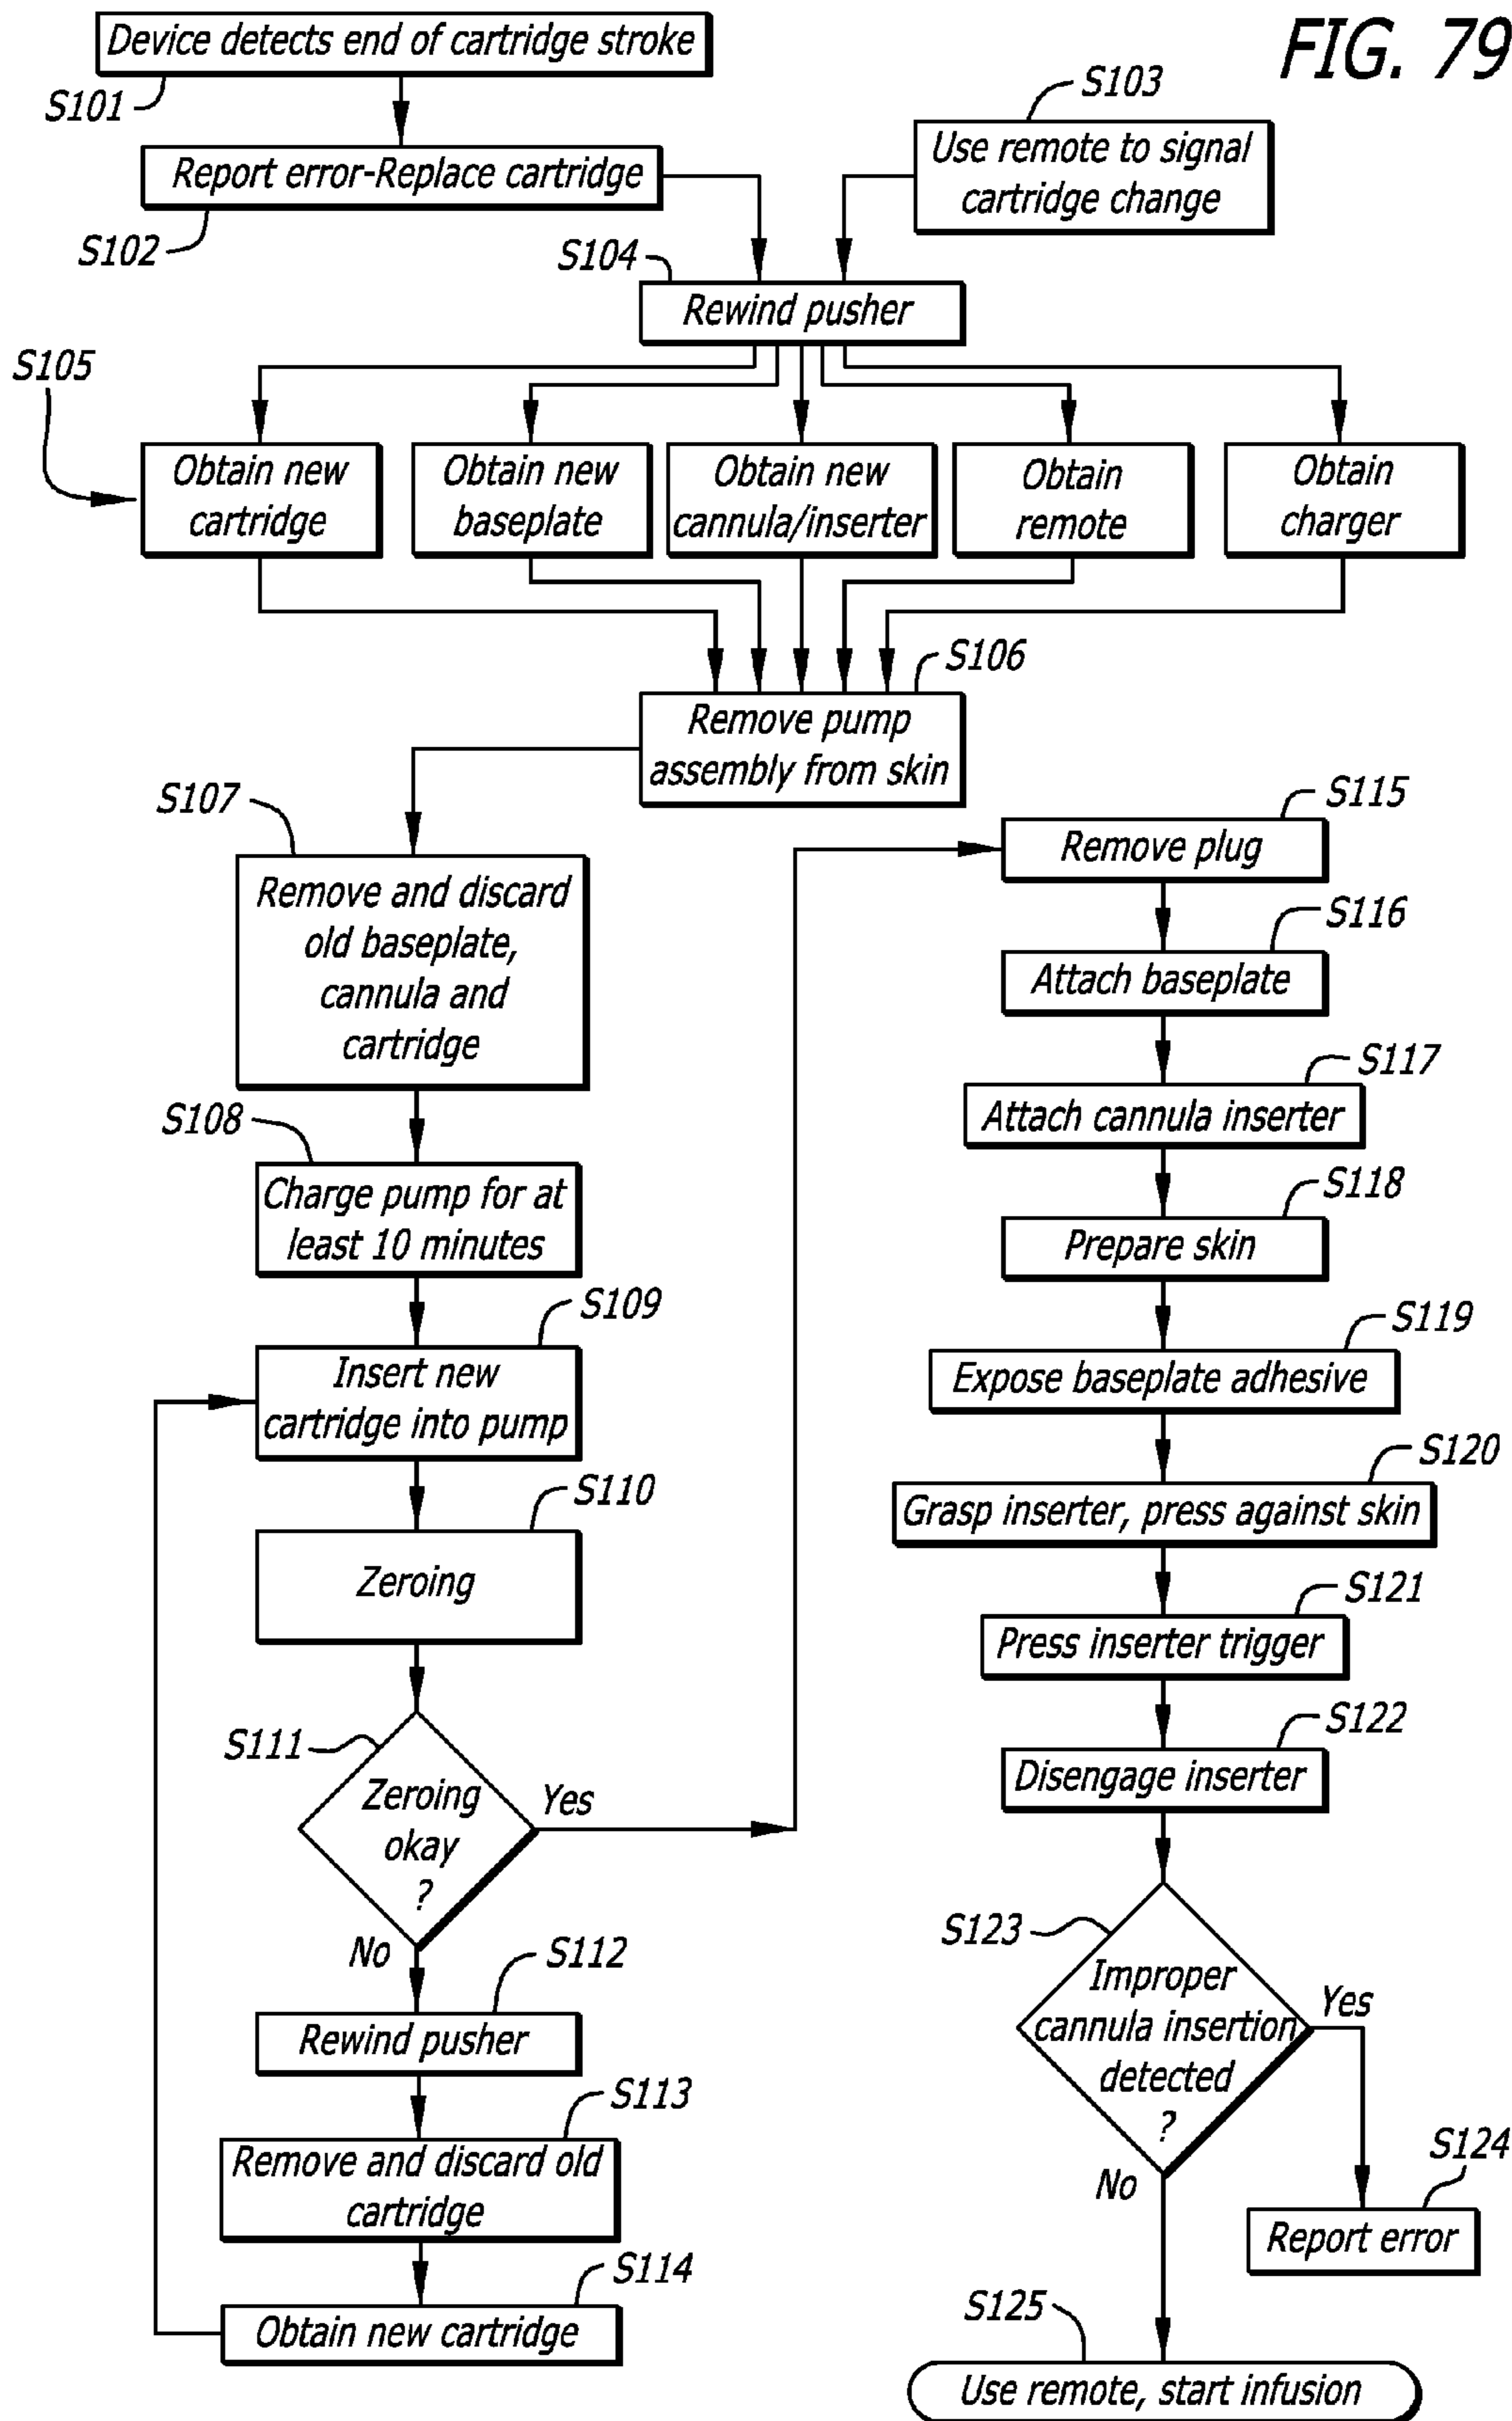 FIG. 79
Device detects end of cartridge stroke
S101
S103
Report error-Replace cartridge
S102
Use remote to signal
cartridge change
S104
Rewind pusher
S105
Obtain new
cartridge
Obtain new
baseplate
Obtain new
cannula/inserter
Obtain
remote
Obtain
charger
S106
Remove pump
assembly from skin
S107
Remove and discard
old baseplate,
cannula and
cartridge
S108
Charge pump for at
least 10 minutes
S109
Insert new
cartridge into pump
S110
Zeroing
S111
Zeroing
okay
?
Yes
No
S112
Rewind pusher
S113
Remove and discard old
cartridge
S114
Obtain new cartridge
S115
Remove plug
S116
Attach baseplate
S117
Attach cannula inserter
S118
Prepare skin
S119
Expose baseplate adhesive
S120
Grasp inserter, press against skin
S121
Press inserter trigger
S122
Disengage inserter
S123
Improper
cannula insertion
detected
?
Yes
No
S124
Report error
S125
Use remote, start infusion